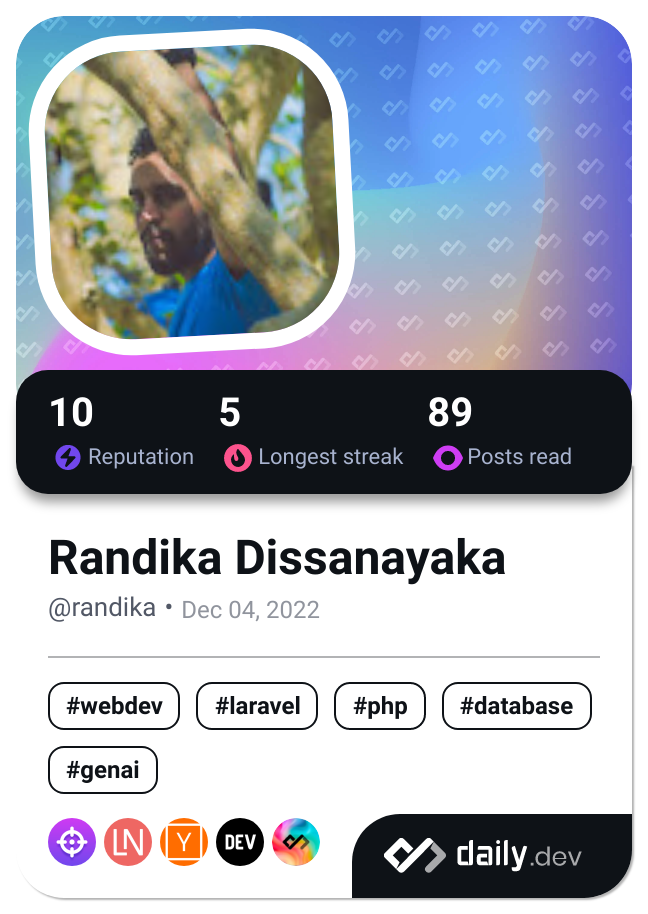 10 5 89
Reputation Longest streak Posts read
Randika Dissanayaka
@randika • Dec 04, 2022
#webdev #laravel #php #database
#genai
LN Y DEV daily.dev